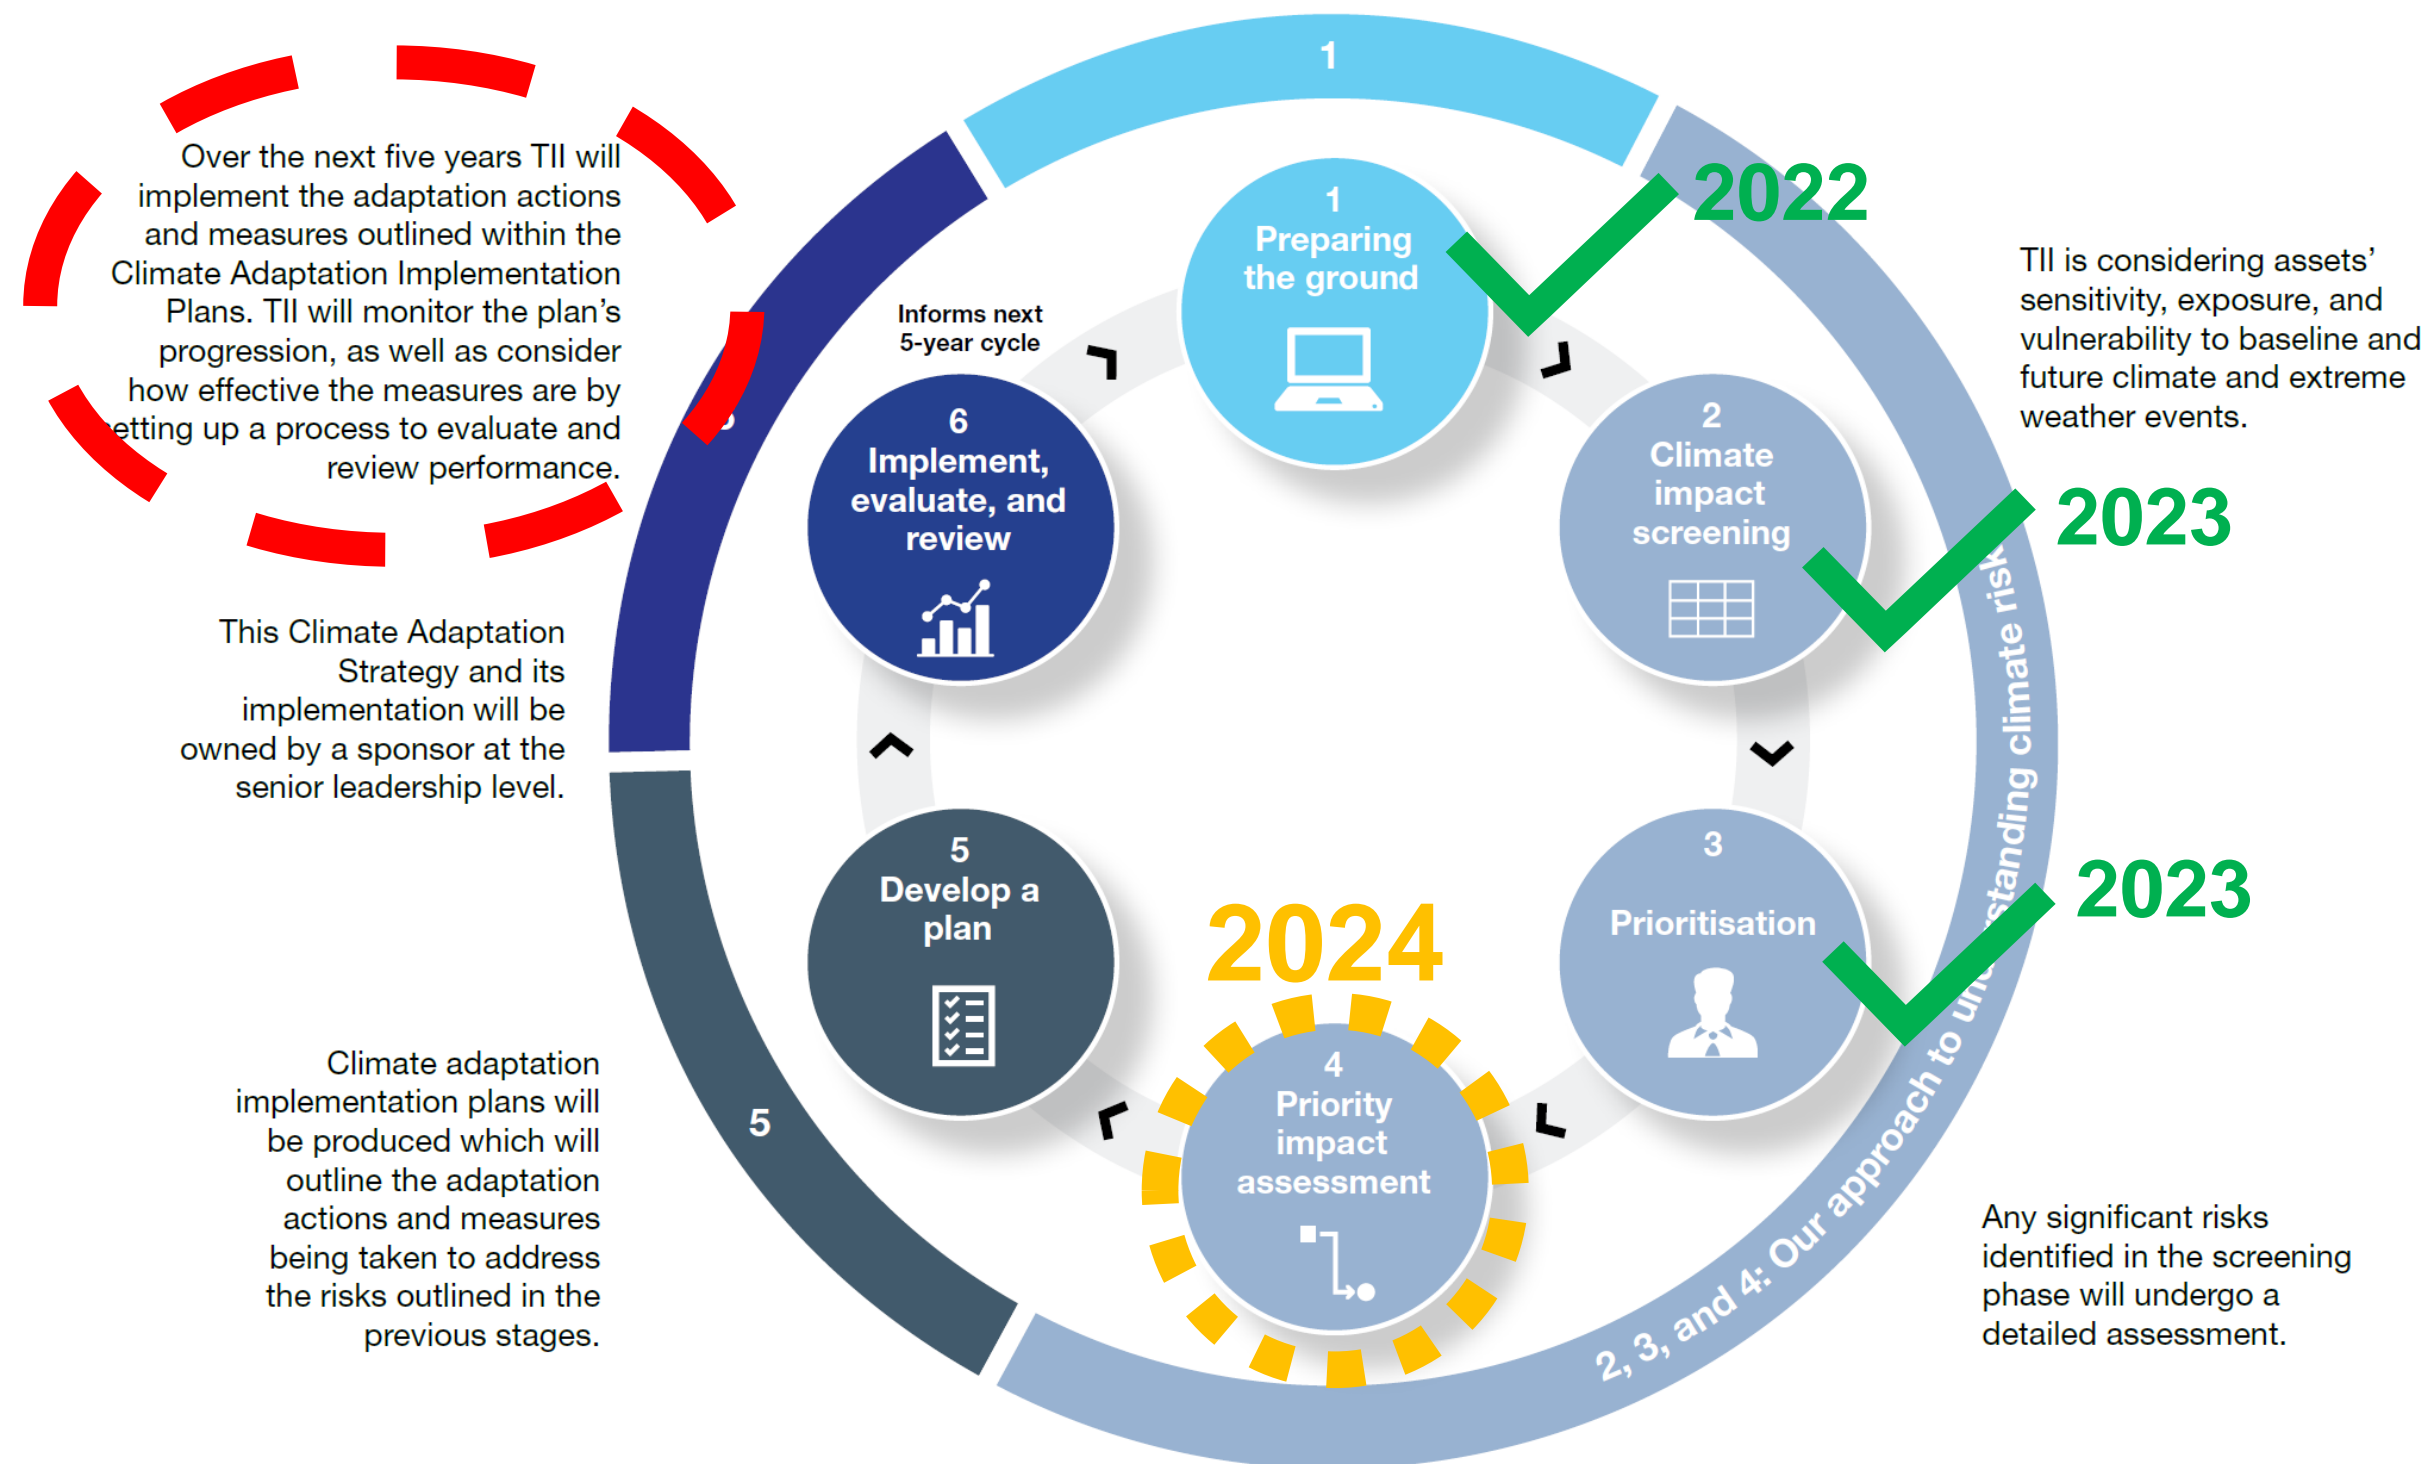 1
Over the next five years TII will
implement the adaptation actions
and measures outlined within the
Climate Adaptation Implementation
Plans. TII will monitor the plan's
progression, as well as consider
how effective the measures are by
setting up a process to evaluate and
review performance.
This Climate Adaptation
Strategy and its
implementation will be
owned by a sponsor at the
senior leadership level.
Climate adaptation
implementation plans will
be produced which will
outline the adaptation
actions and measures
being taken to address
the risks outlined in the
previous stages.
5
Informs next
5-year cycle
1
Preparing
the ground
2022
2
Climate
impact
screening
2023
3
Prioritisation
2023
2024
4
Priority
impact
assessment
5
Develop a
plan
6
Implement,
evaluate, and
review
2, 3, and 4: Our approach to understanding climate risk
TII is considering assets'
sensitivity, exposure, and
vulnerability to baseline and
future climate and extreme
weather events.
Any significant risks
identified in the screening
phase will undergo a
detailed assessment.